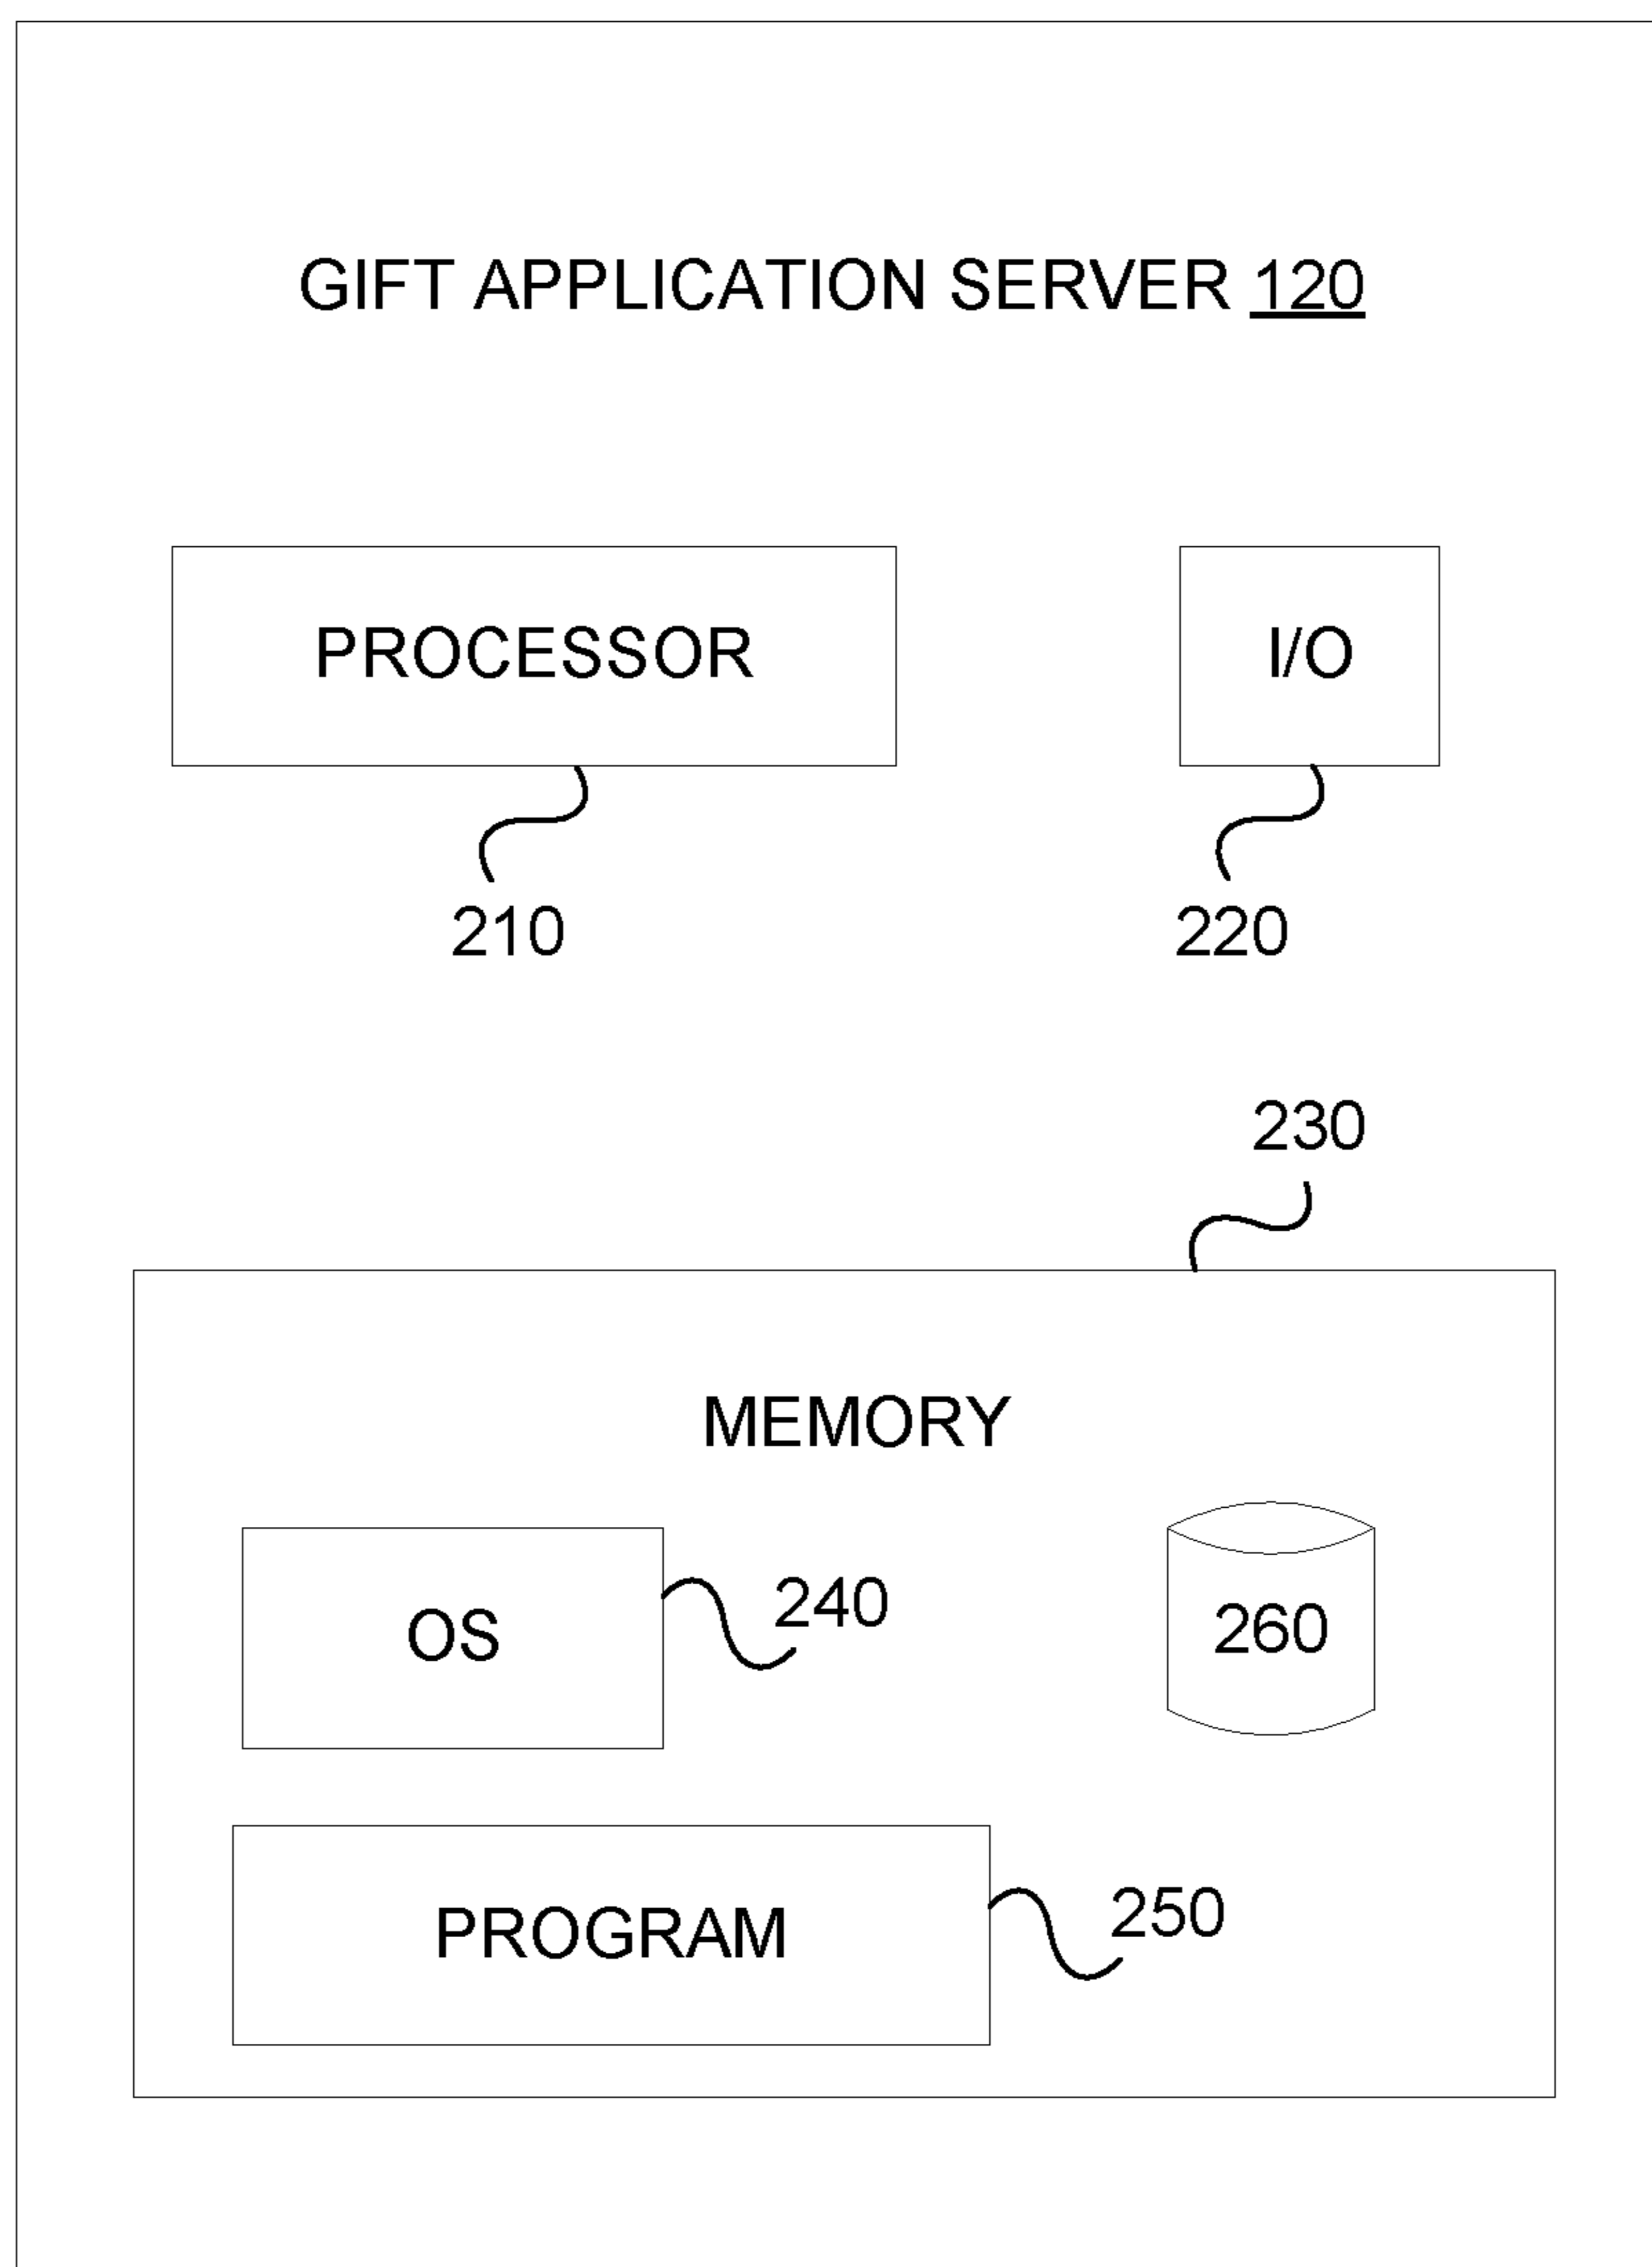 GIFT APPLICATION SERVER 120
PROCESSOR
I/O
210
220
230
MEMORY
OS
240
260
PROGRAM
250